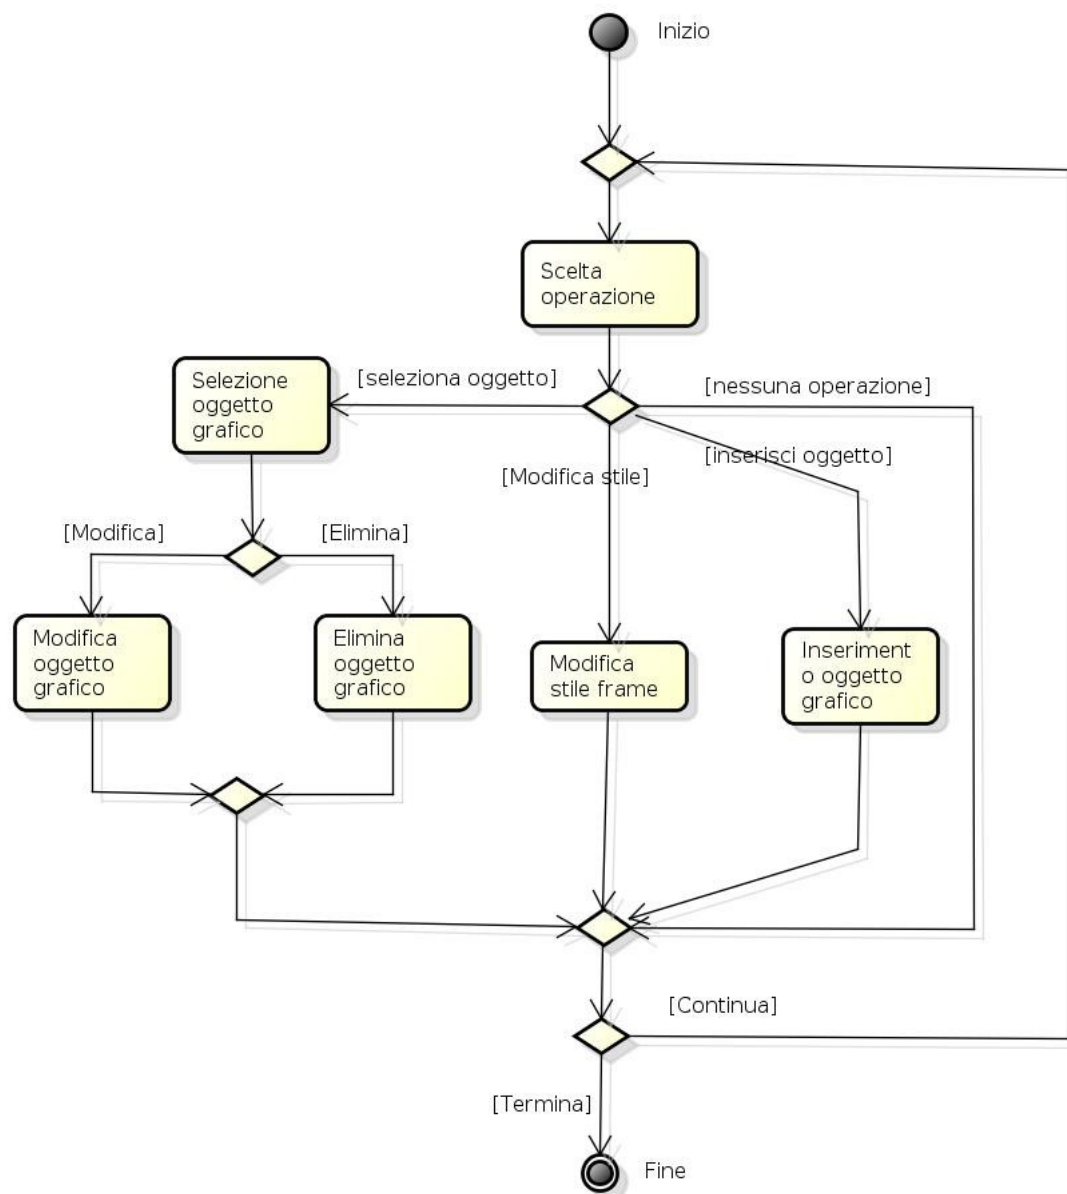 Inizio
Scelta
operazione
[seleziona oggetto]
[nessuna operazione]
Selezione
oggetto
grafico
[inserisci oggetto]
[Modifica stile]
[Modifica]
[Elimina]
Modifica
oggetto
grafico
Elimina
oggetto
grafico
Modifica
stile frame
Inseriment
o oggetto
grafico
[Continua]
[Termina]
Fine